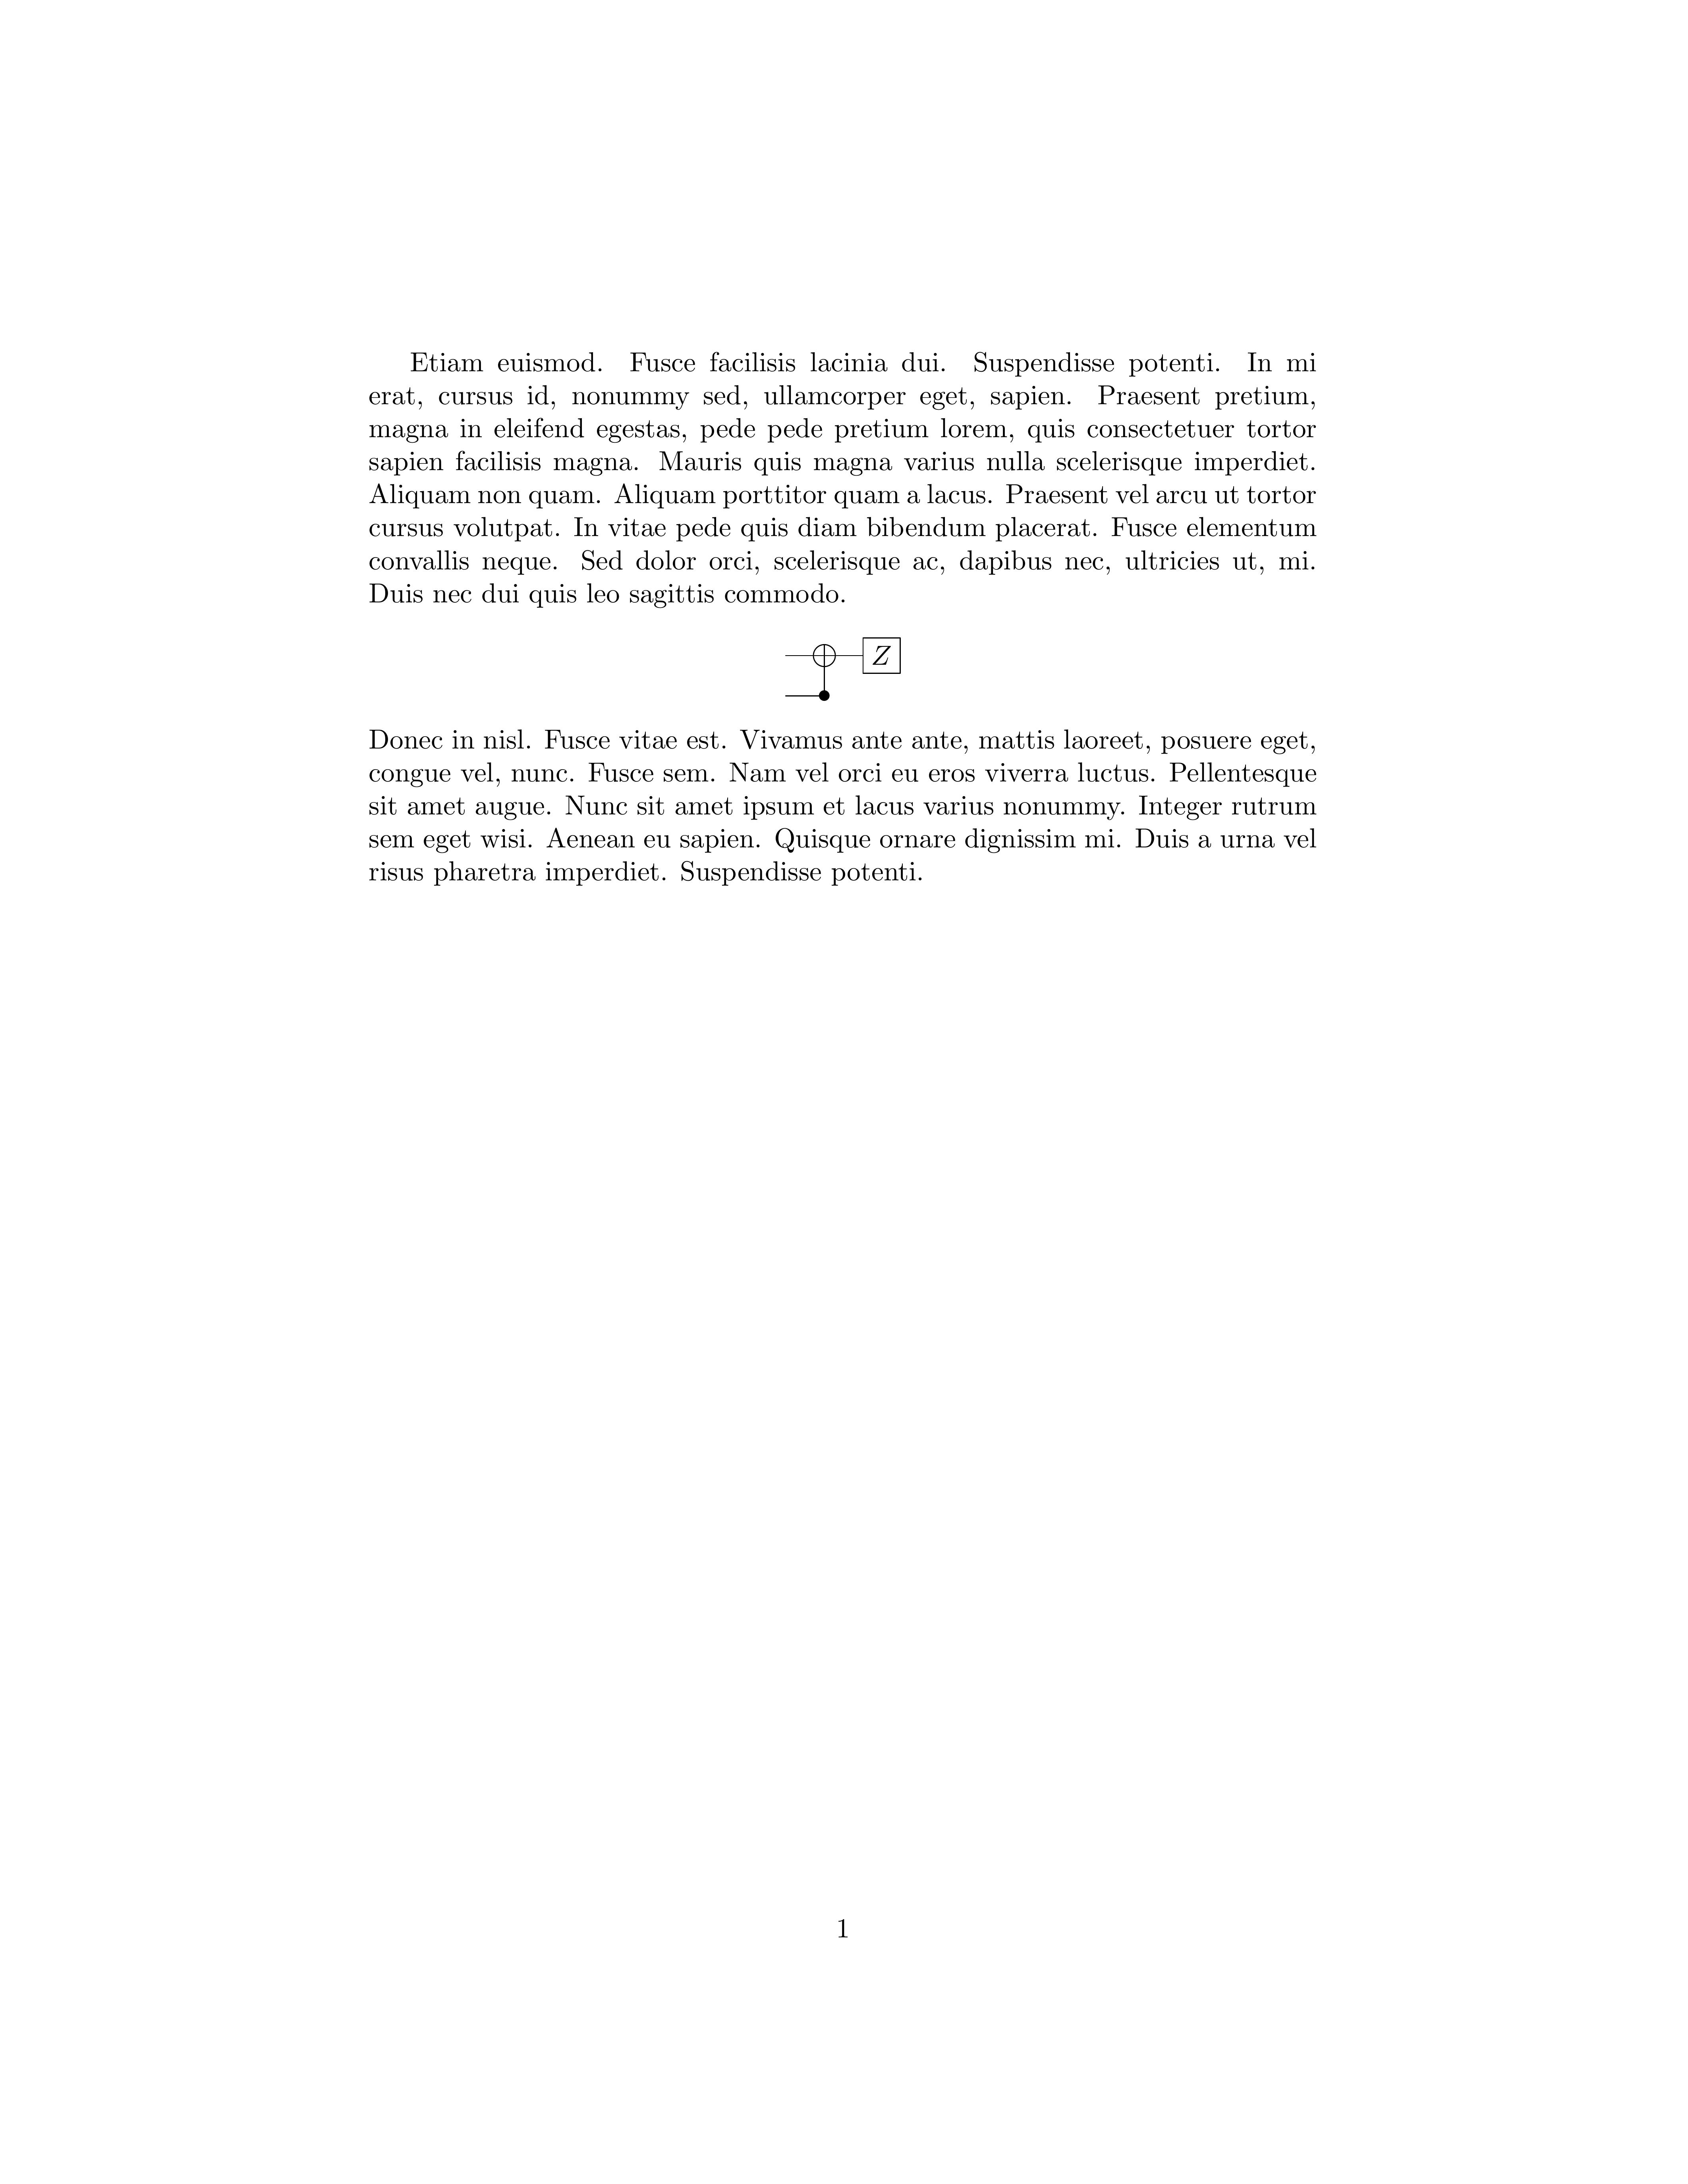 Etiam euismod. Fusce facilisis lacinia dui. Suspendisse potenti. In mi
erat, cursus id, nonummy sed, ullamcorper eget, sapien. Praesent pretium,
magna in eleifend egestas, pede pede pretium lorem, quis consectetuer tortor
sapien facilisis magna. Mauris quis magna varius nulla scelerisque imperdiet.
Aliquam non quam. Aliquam porttitor quam a lacus. Praesent vel arcu ut tortor
cursus volutpat. In vitae pede quis diam bibendum placerat. Fusce elementum
convallis neque. Sed dolor orci, scelerisque ac, dapibus nec, ultricies ut, mi.
Duis nec dui quis leo sagittis commodo.
Z
Donec in nisl. Fusce vitae est. Vivamus ante ante, mattis laoreet, posuere eget,
congue vel, nunc. Fusce sem. Nam vel orci eu eros viverra luctus. Pellentesque
sit amet augue. Nunc sit amet ipsum et lacus varius nonummy. Integer rutrum
sem eget wisi. Aenean eu sapien. Quisque ornare dignissim mi. Duis a urna vel
risus pharetra imperdiet. Suspendisse potenti.
1